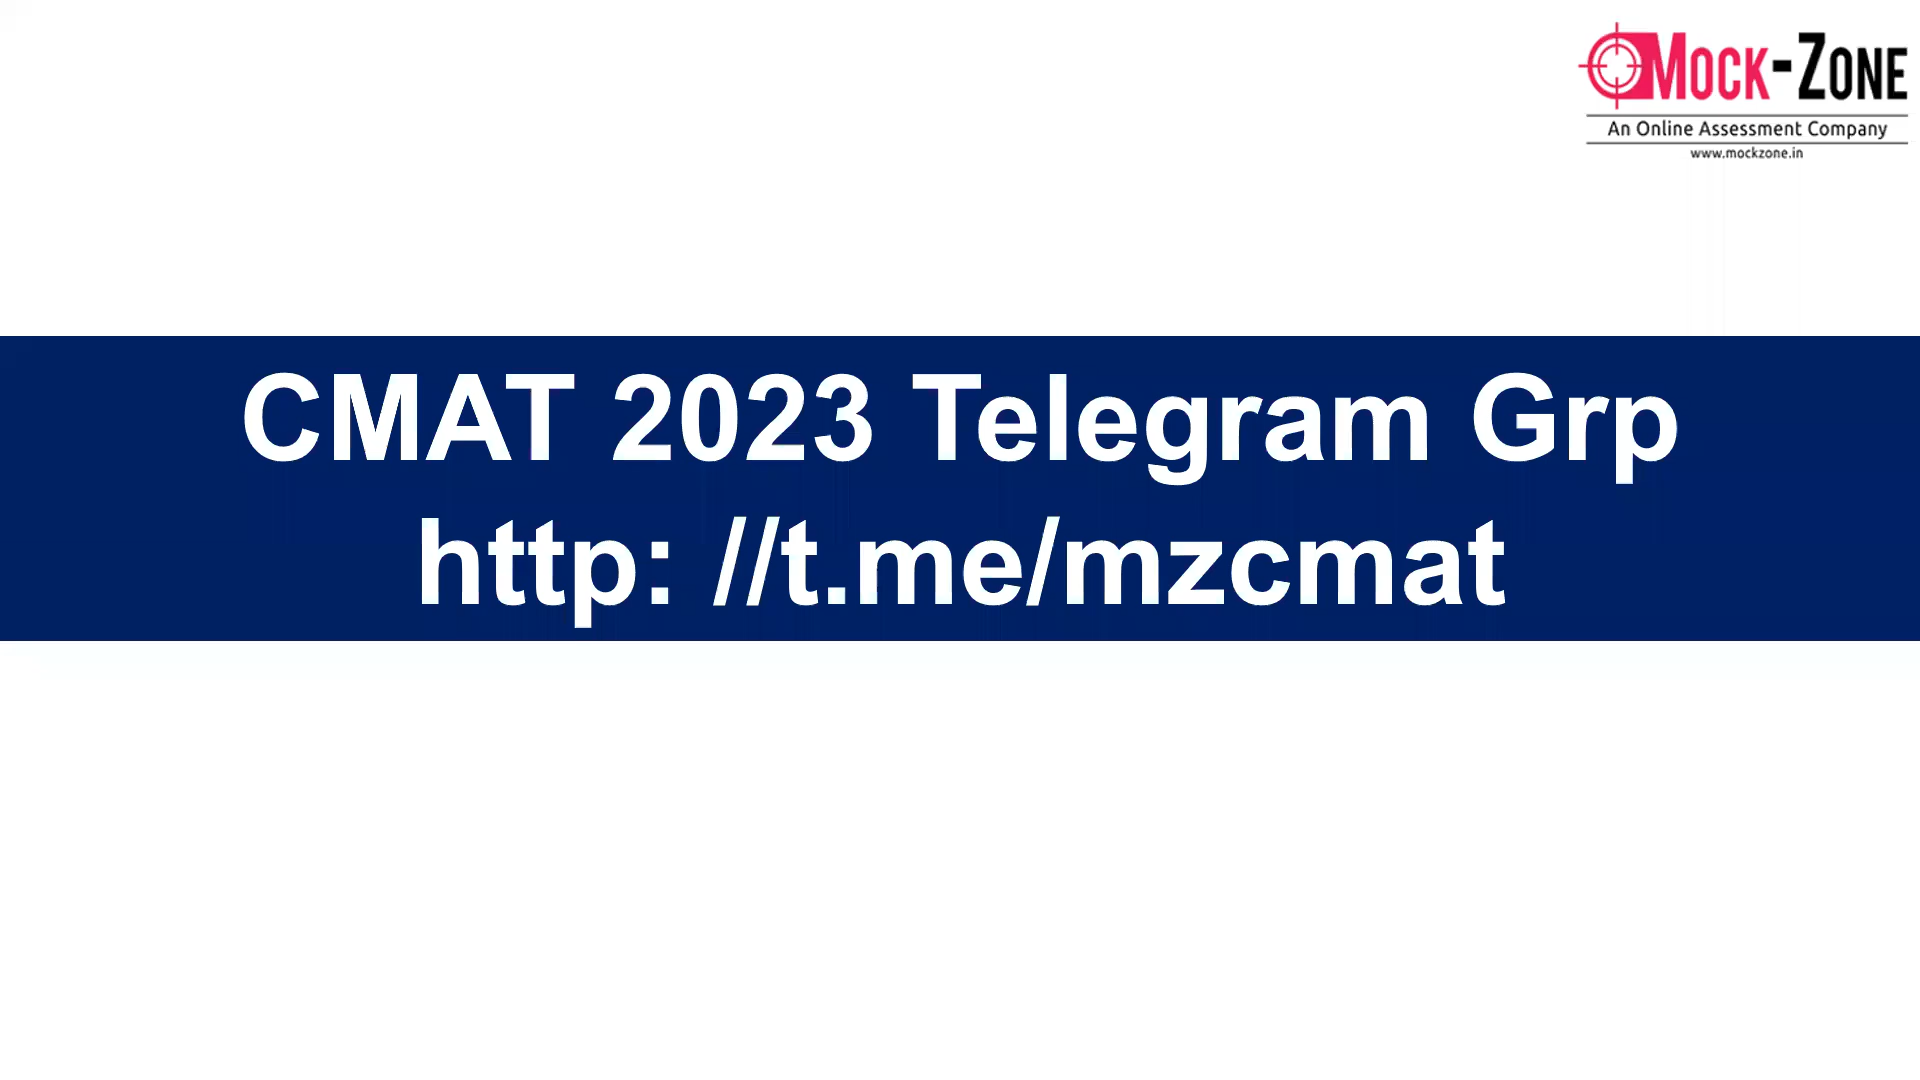 Mock-Zone
An Online Assessment Company
www.mockzone.in
CMAT 2023 Telegram Grp
http: //t.me/mzcmat